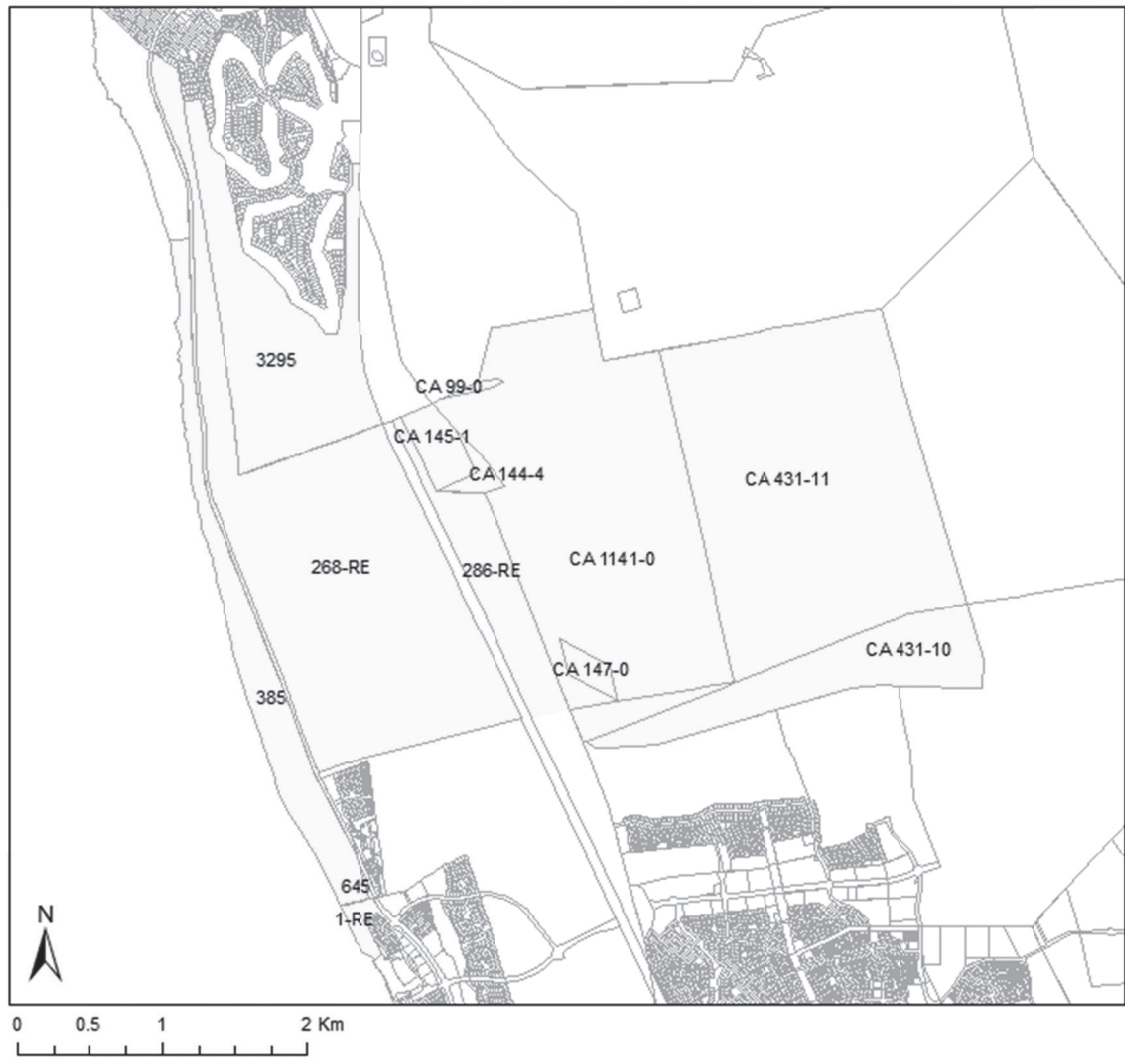 3295
CA 99-0
CA 145-1
CA 144-4
CA 431-11
268-RE
286-RE
CA 1141-0
CA 431-10
CA 147-0
385
645
1-RE
N
0 0.5 1 2 Km